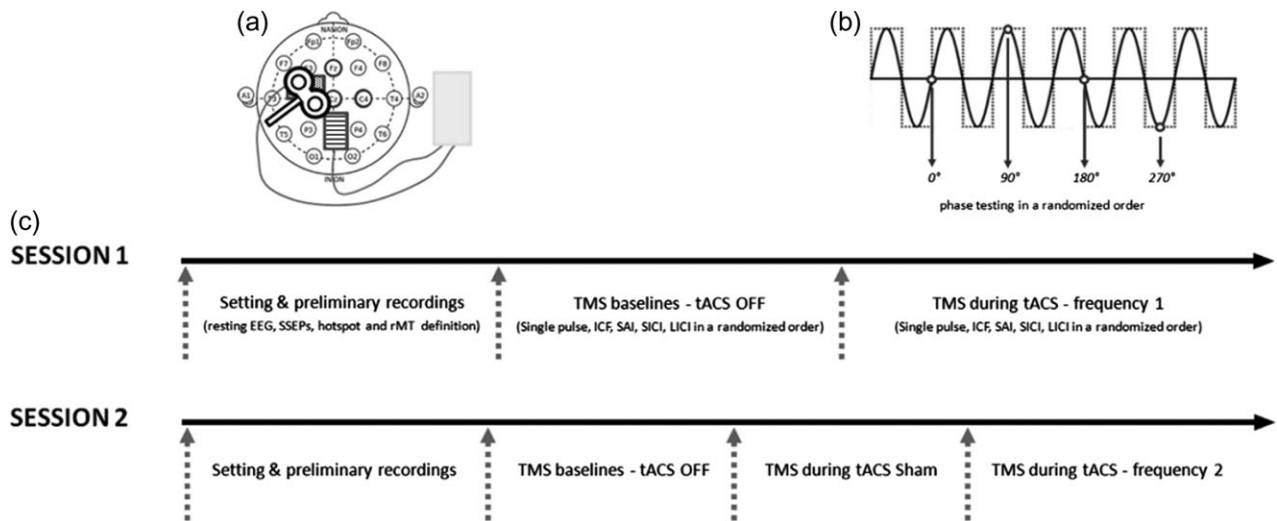 (a)
NASION
Fp1 Fp2
F7 F3 Fz F4 F8
A1 T3 Cz C4 T4 A2
T5 P3 P4 T6
O1 O2
INION
(b)
0° 90° 180° 270°
phase testing in a randomized order
(c)
SESSION 1
Setting & preliminary recordings
(resting EEG, SSEPs, hotspot and rMT definition)
TMS baselines - tACS OFF
(Single pulse, ICF, SAI, SICI, LICI in a randomized order)
TMS during tACS - frequency 1
(Single pulse, ICF, SAI, SICI, LICI in a randomized order)
SESSION 2
Setting & preliminary recordings
TMS baselines - tACS OFF
TMS during tACS Sham
TMS during tACS - frequency 2